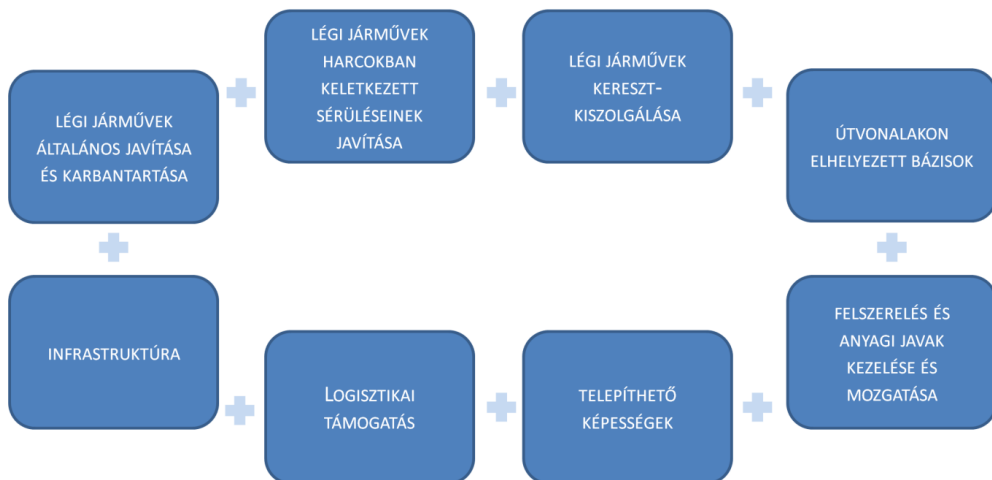 LÉGI JÁRMŰVEK
ÁLTALÁNOS JAVÍTÁSA
ÉS KARBANTARTÁSA
LÉGI JÁRMŰVEK
HARCOKBAN
KELETKEZETT
SÉRÜLÉSEINEK
JAVÍTÁSA
LÉGI JÁRMŰVEK
KERESZT-
KISZOLGÁLÁSA
ÚTVONALAKON
ELHELYEZETT BÁZISOK
INFRASTRUKTÚRA
LOGISZTIKAI
TÁMOGATÁS
TELEPÍTHETŐ
KÉPESSÉGEK
FELSZERELÉS ÉS
ANYAGI JAVAK
KEZELÉSE ÉS
MOZGATÁSA